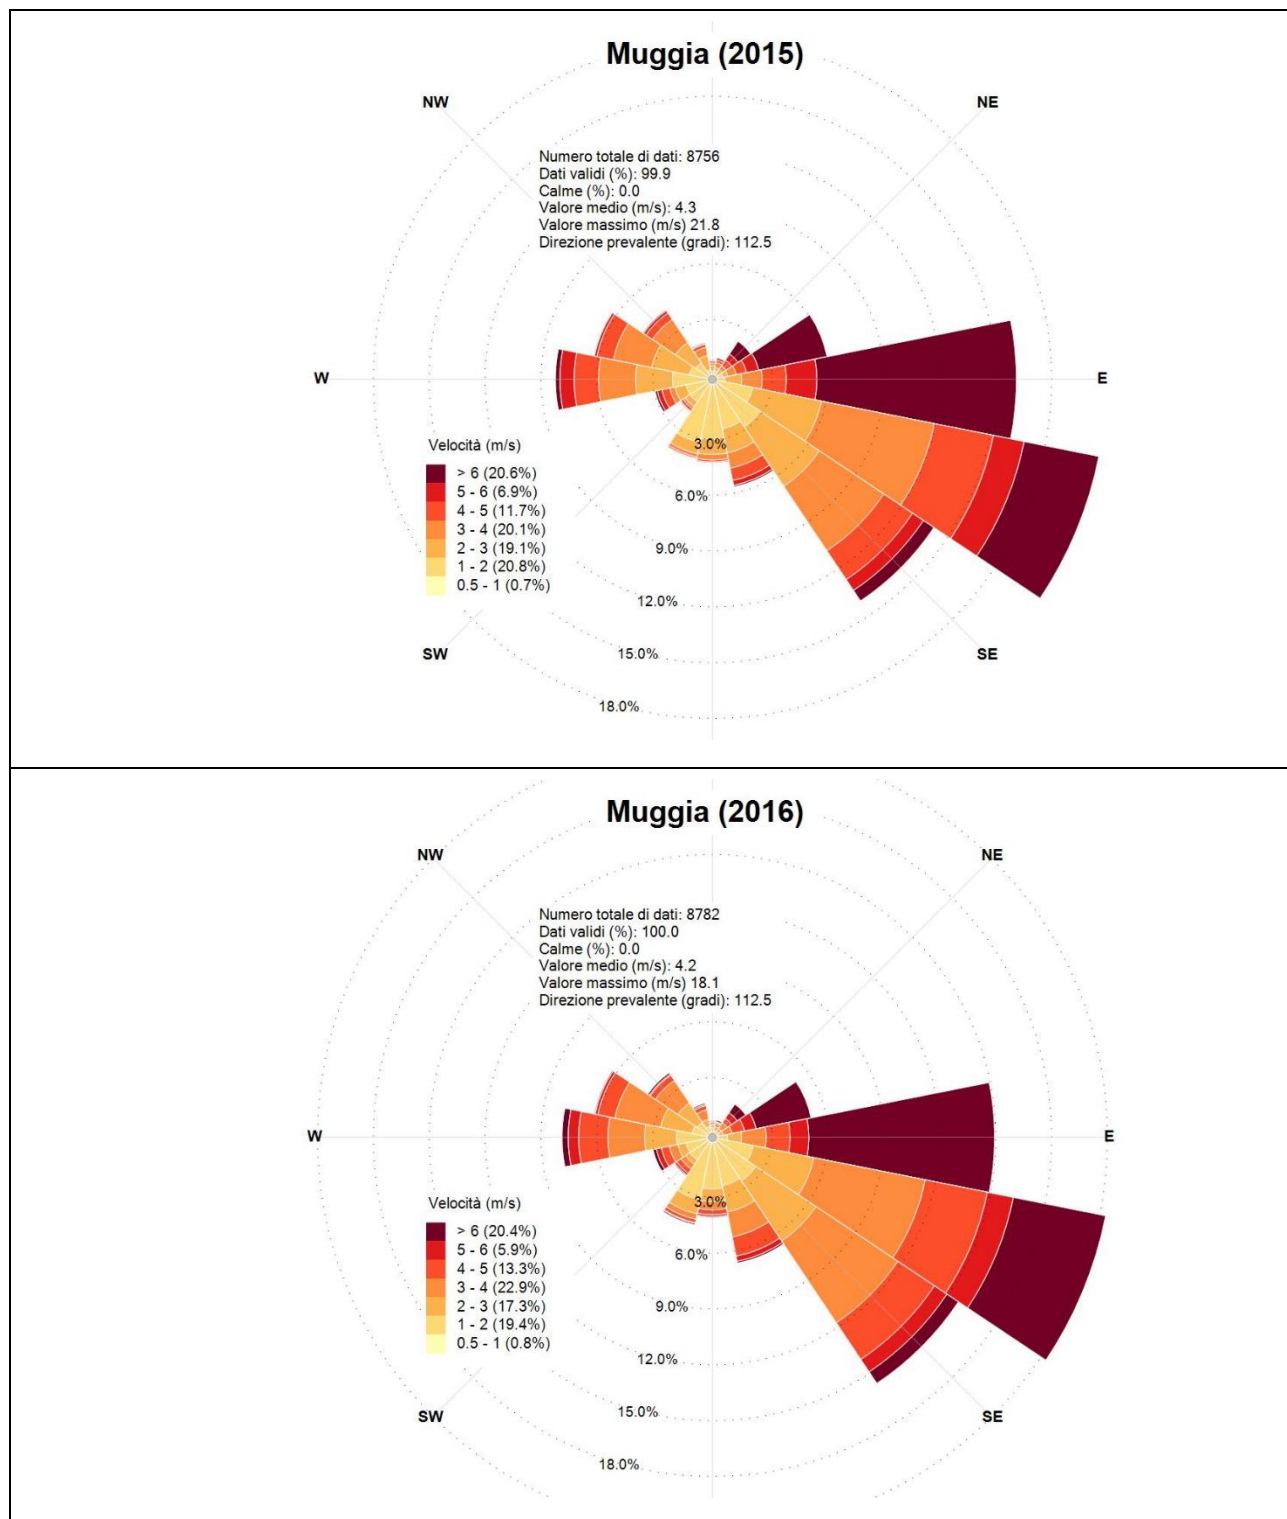 Muggia (2015)
NW
NE
Numero totale di dati: 8756
Dati validi (%): 99.9
Calme (%): 0.0
Valore medio (m/s): 4.3
Valore massimo (m/s) 21.8
Direzione prevalente (gradi): 112.5
W
E
Velocità (m/s)
> 6 (20.6%)
5 - 6 (6.9%)
4 - 5 (11.7%)
3 - 4 (20.1%)
2 - 3 (19.1%)
1 - 2 (20.8%)
0.5 - 1 (0.7%)
3.0%
6.0%
9.0%
12.0%
15.0%
18.0%
SW
SE
Muggia (2016)
NW
NE
Numero totale di dati: 8782
Dati validi (%): 100.0
Calme (%): 0.0
Valore medio (m/s): 4.2
Valore massimo (m/s) 18.1
Direzione prevalente (gradi): 112.5
W
E
Velocità (m/s)
> 6 (20.4%)
5 - 6 (5.9%)
4 - 5 (13.3%)
3 - 4 (22.9%)
2 - 3 (17.3%)
1 - 2 (19.4%)
0.5 - 1 (0.8%)
3.0%
6.0%
9.0%
12.0%
15.0%
18.0%
SW
SE